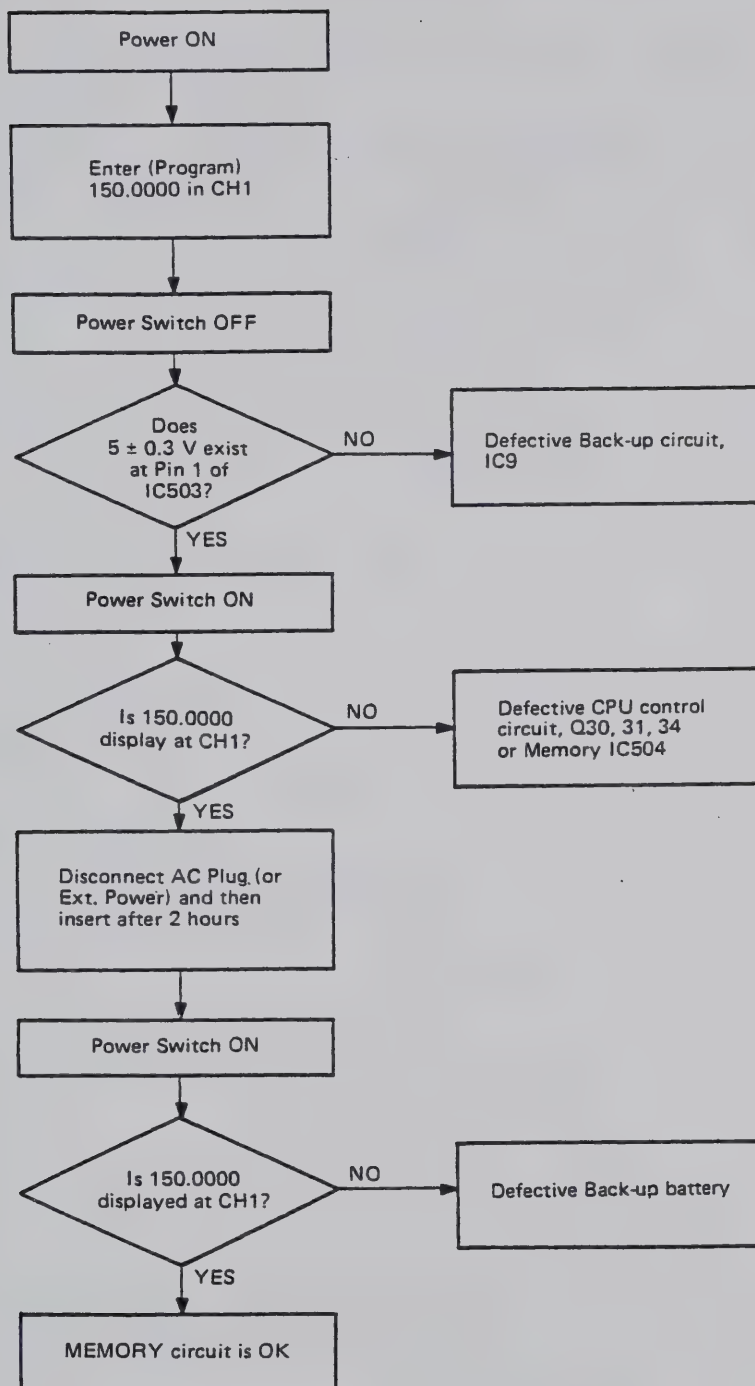 Power ON
Enter (Program)
150.0000 in CH1
Power Switch OFF
Does
5 ± 0.3 V exist
at Pin 1 of
IC503?
NO
Defective Back-up circuit,
IC9
YES
Power Switch ON
Is 150.0000
display at CH1?
NO
Defective CPU control
circuit, Q30, 31, 34
or Memory IC504
YES
Disconnect AC Plug (or
Ext. Power) and then
insert after 2 hours
Power Switch ON
Is 150.0000
displayed at CH1?
NO
Defective Back-up battery
YES
MEMORY circuit is OK